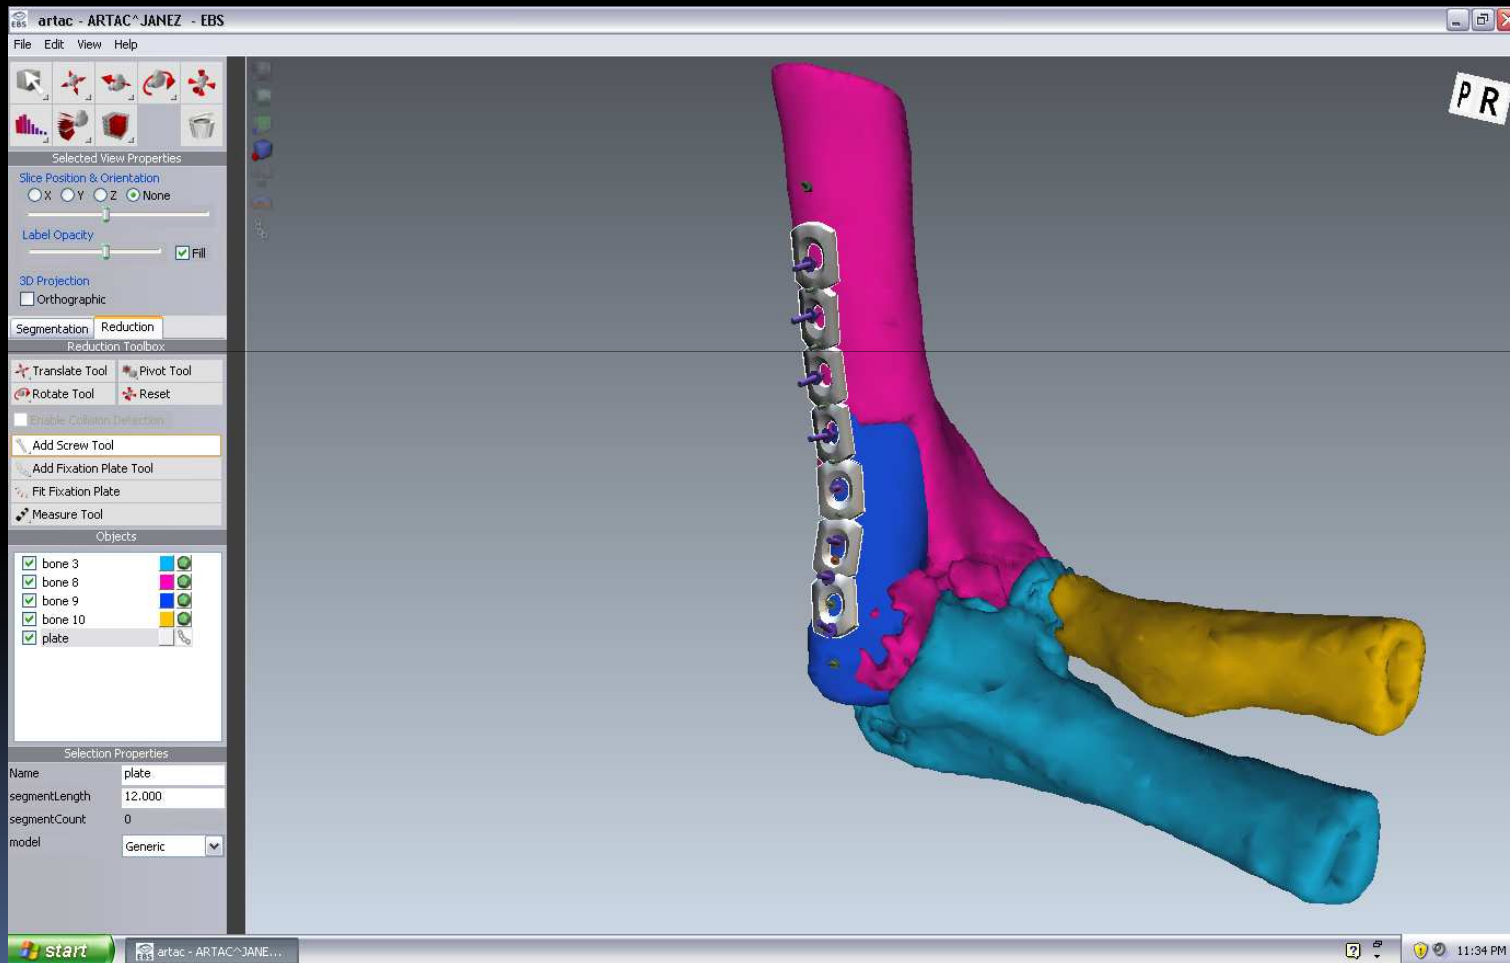 artac - ARTAC^JANEZ - EBS
File Edit View Help
Selected View Properties
Slice Position & Orientation
X Y Z None
Label Opacity
Fill
3D Projection
Orthographic
Segmentation Reduction
Reduction Toolbox
Translate Tool Pivot Tool
Rotate Tool Reset
Enable Collision Detection
Add Screw Tool
Add Fixation Plate Tool
Fit Fixation Plate
Measure Tool
Objects
bone 3
bone 8
bone 9
bone 10
plate
Selection Properties
Name plate
segmentLength 12.000
segmentCount 0
model Generic
P R
start
EBS artac - ARTAC^JANE...
11:34 PM